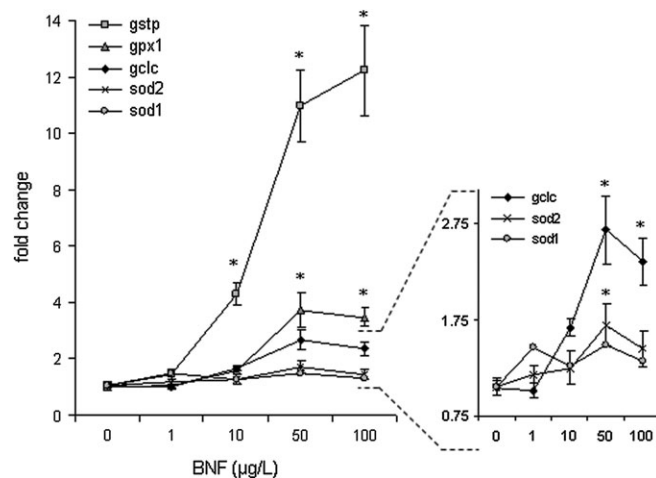 gstp
gpx1
gclc
sod2
sod1
14
12
10
8
6
4
2
0
fold change
* * * * *
0 1 10 50 100
BNF (µg/L)
gclc
sod2
sod1
2.75
1.75
0.75
* * *
0 1 10 50 100